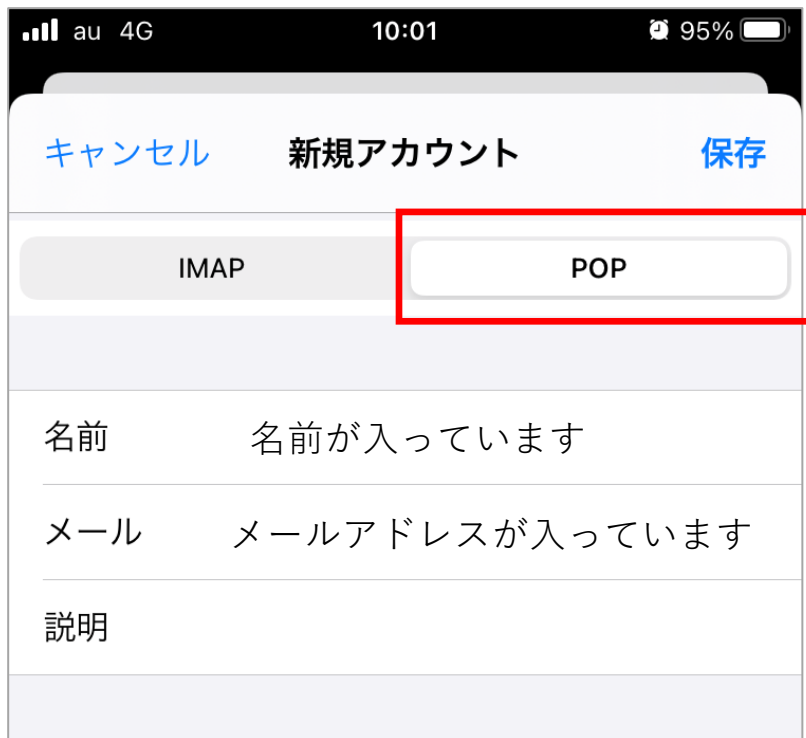 au 4G 10:01 95%
キャンセル 新規アカウント 保存
IMAP POP
名前 名前が入っています
メール メールアドレスが入っています
説明